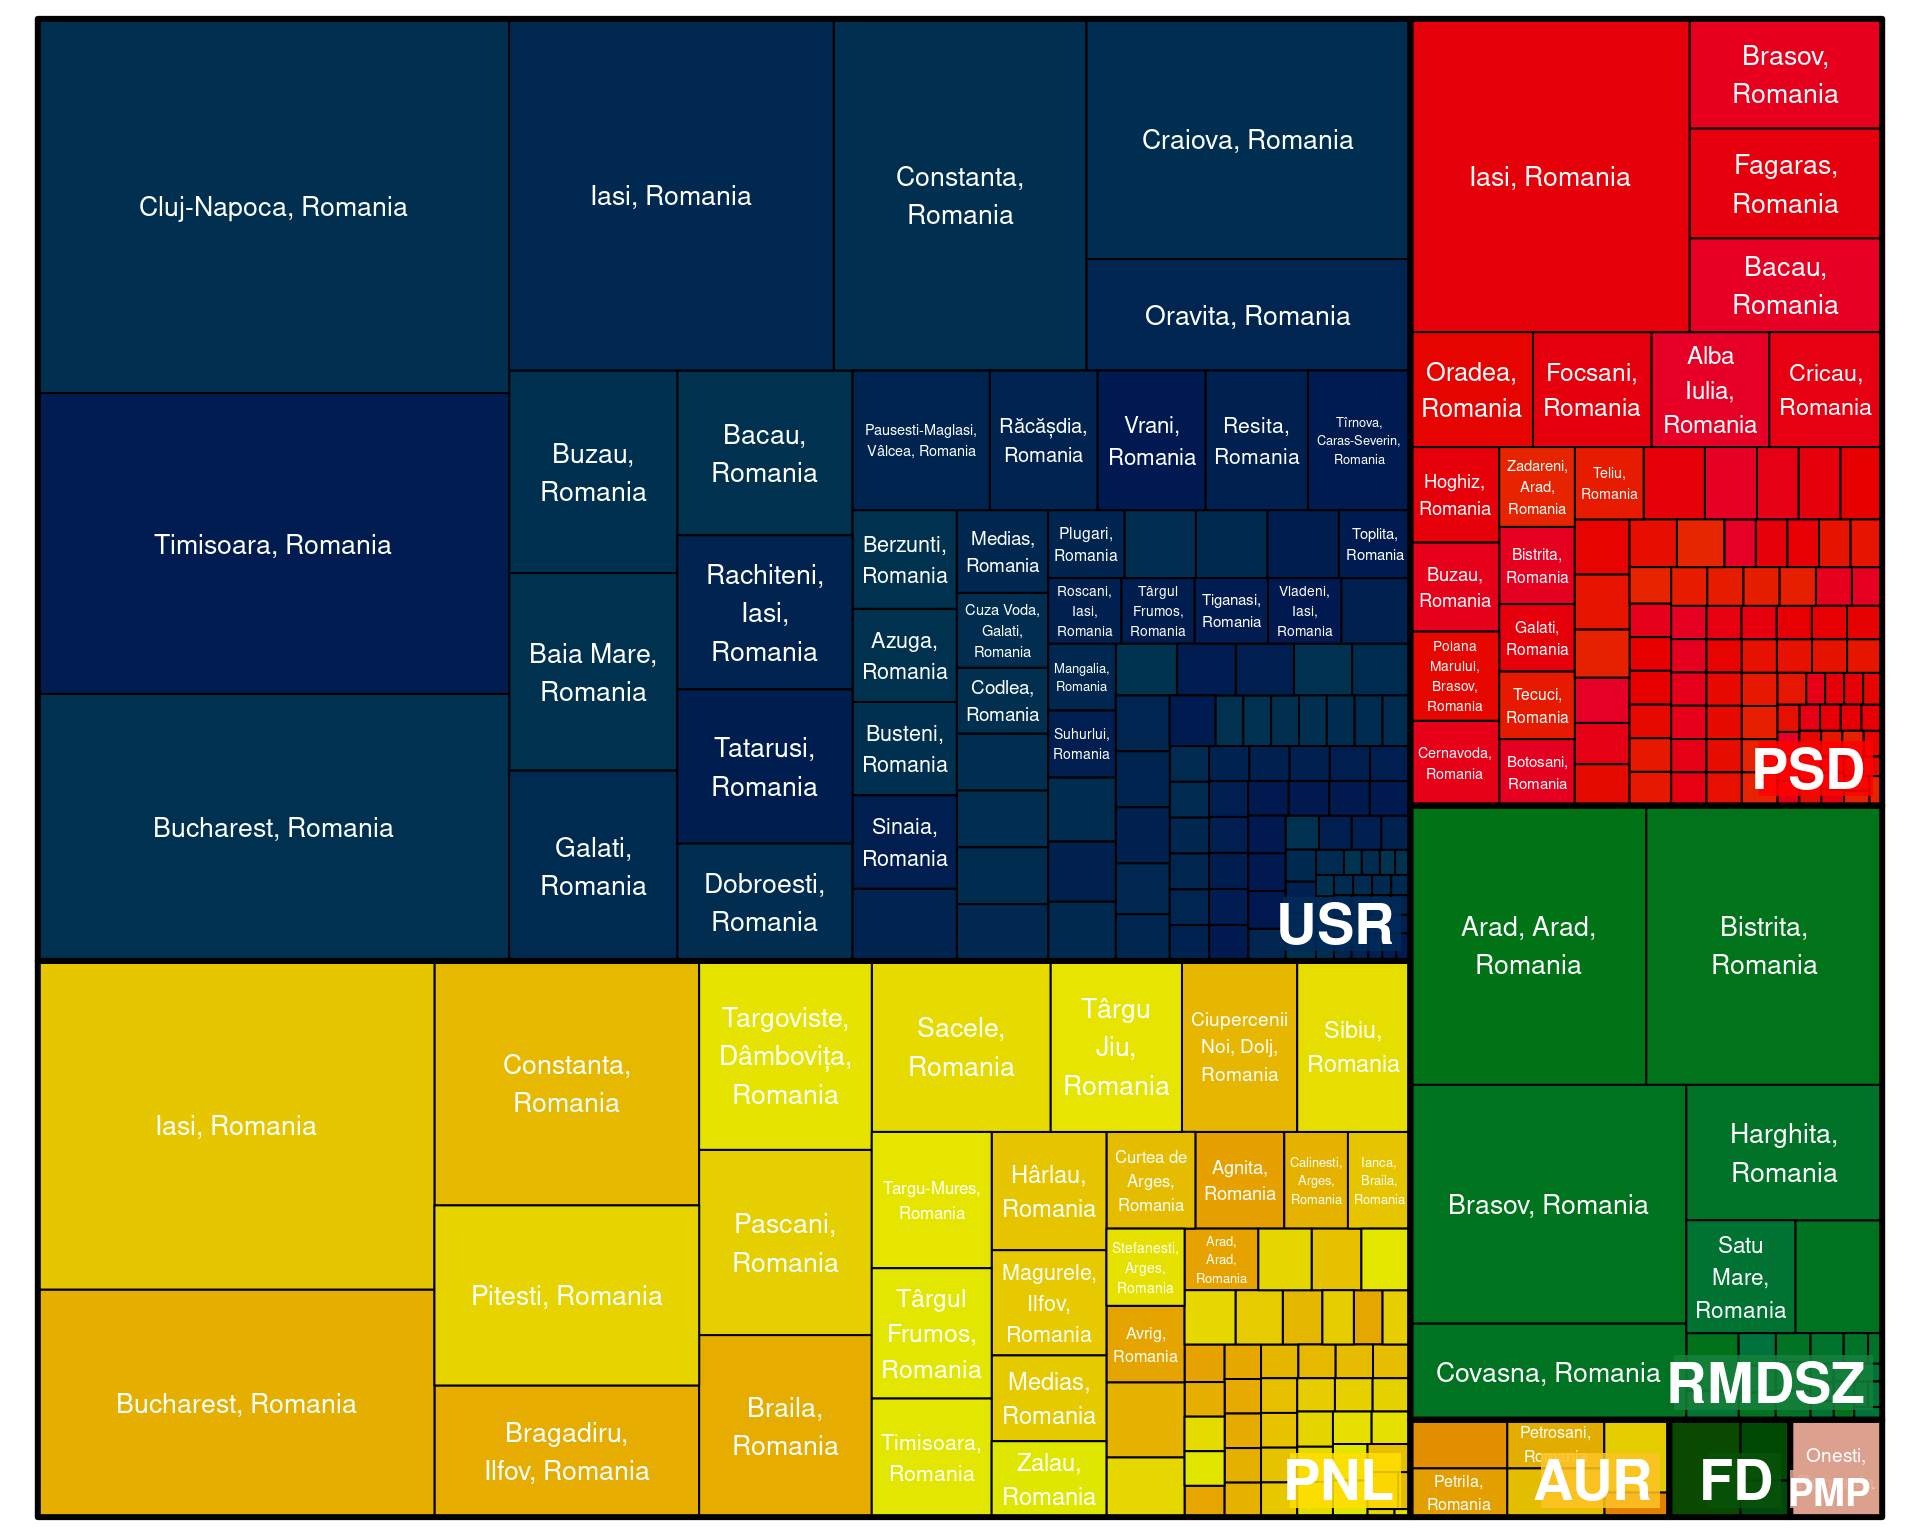 Cluj-Napoca, Romania
Timisoara, Romania
Bucharest, Romania
Iasi, Romania
Constanta,
Romania
Craiova, Romania
Oravita, Romania
Buzau,
Romania
Baia Mare,
Romania
Galati,
Romania
Bacau,
Romania
Rachiteni,
Iasi,
Romania
Tatarusi,
Romania
Dobroesti,
Romania
Pausesti-Maglasi,
Vâlcea, Romania
Răcășdia,
Romania
Vrani,
Romania
Resita,
Romania
Tîrnova,
Caras-Severin,
Romania
Berzunti,
Romania
Azuga,
Romania
Busteni,
Romania
Sinaia,
Romania
Medias,
Romania
Cuza Voda,
Galati,
Romania
Codlea,
Romania
Plugari,
Romania
Toplita,
Romania
Roscani,
Iasi,
Romania
Târgul
Frumos,
Romania
Tiganasi,
Romania
Vladeni,
Iasi,
Romania
Mangalia,
Romania
Suhurlui,
Romania
USR
Iasi, Romania
Brasov,
Romania
Fagaras,
Romania
Bacau,
Romania
Oradea,
Romania
Focsani,
Romania
Alba
Iulia,
Romania
Cricau,
Romania
Hoghiz,
Romania
Buzau,
Romania
Poiana
Marului,
Brasov,
Romania
Cernavoda,
Romania
Zadareni,
Arad,
Romania
Bistrita,
Romania
Galati,
Romania
Tecuci,
Romania
Botosani,
Romania
Teliu,
Romania
PSD
Iasi, Romania
Bucharest, Romania
Constanta,
Romania
Pitesti, Romania
Bragadiru,
Ilfov, Romania
Targoviste,
Dâmbovița,
Romania
Pascani,
Romania
Braila,
Romania
Sacele,
Romania
Târgu
Jiu,
Romania
Ciupercenii
Noi, Dolj,
Romania
Sibiu,
Romania
Targu-Mures,
Romania
Târgul
Frumos,
Romania
Timisoara,
Romania
Hârlau,
Romania
Magurele,
Ilfov,
Romania
Medias,
Romania
Zalau,
Romania
Curtea de
Arges,
Romania
Agnita,
Romania
Calinesti,
Arges,
Romania
Ianca,
Braila,
Romania
Stefanesti,
Arges,
Romania
Arad,
Arad,
Romania
Avrig,
Romania
PNL
Arad, Arad,
Romania
Bistrita,
Romania
Brasov, Romania
Harghita,
Romania
Satu
Mare,
Romania
Covasna, Romania
RMDSZ
Petrosani,
Petrila,
Romania
AUR
FD
Onesti,
PMP